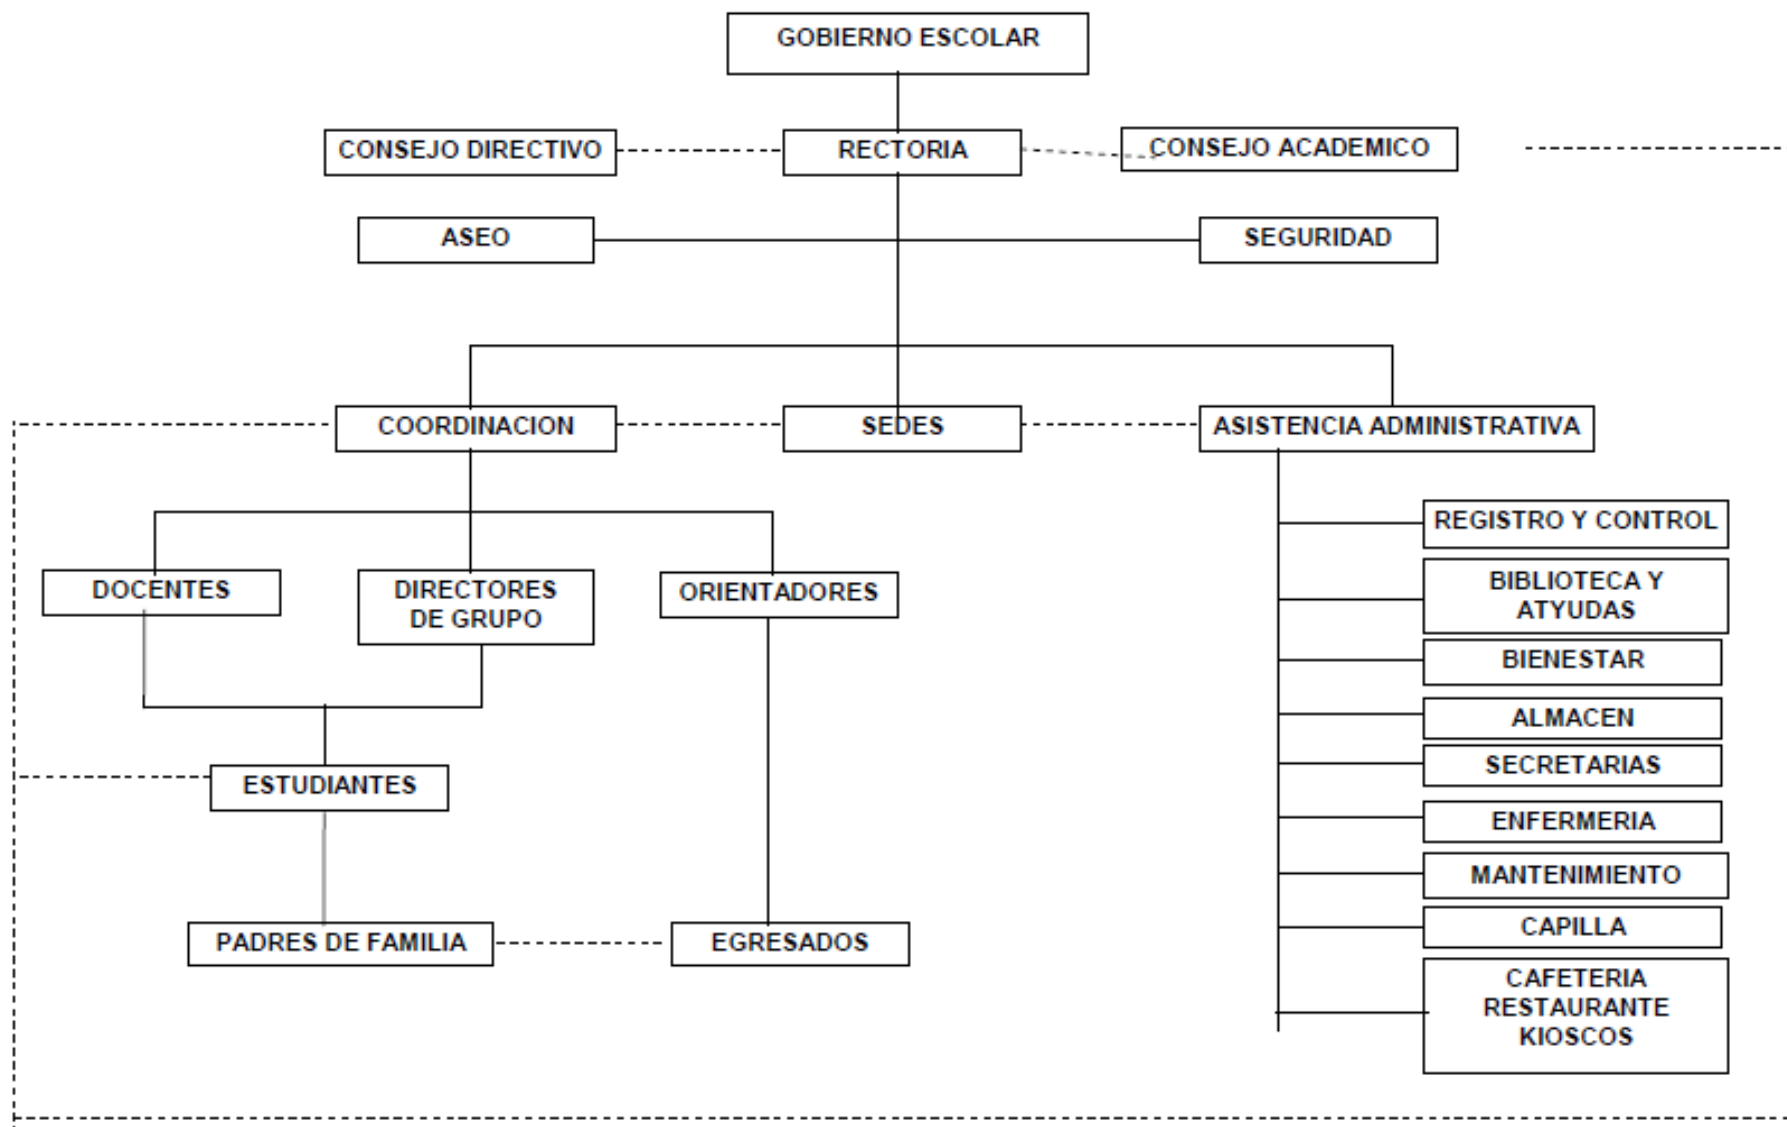 GOBIERNO ESCOLAR
CONSEJO DIRECTIVO
RECTORIA
CONSEJO ACADEMICO
ASEO
SEGURIDAD
COORDINACION
SEDES
ASISTENCIA ADMINISTRATIVA
REGISTRO Y CONTROL
BIBLIOTECA Y
ATYUDAS
BIENESTAR
ALMACEN
SECRETARIAS
ENFERMERIA
MANTENIMIENTO
CAPILLA
CAFETERIA
RESTAURANTE
KIOSCOS
DOCENTES
DIRECTORES
DE GRUPO
ORIENTADORES
ESTUDIANTES
PADRES DE FAMILIA
EGRESADOS